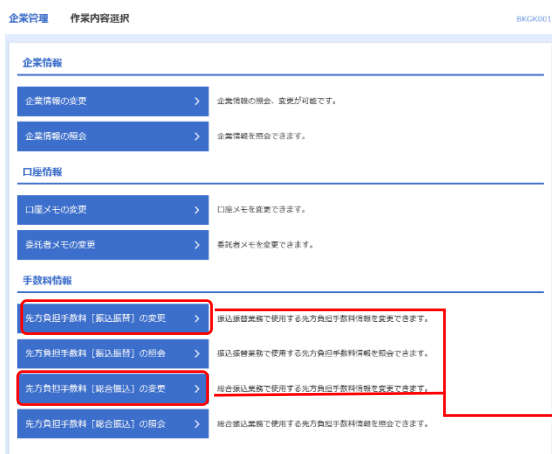 企業管理 作業内容選択 BKGK001
企業情報
企業情報の変更 企業情報の照会、変更が可能です。
企業情報の照会 企業情報を照会できます。
口座情報
口座メモの変更 口座メモを変更できます。
委託者メモの変更 委託者メモを変更できます。
手数料情報
先方負担手数料［振込振替］の変更 振込振替業務で使用する先方負担手数料情報を変更できます。
先方負担手数料［振込振替］の照会 振込振替業務で使用する先方負担手数料情報を照会できます。
先方負担手数料［総合振込］の変更 総合振込業務で使用する先方負担手数料情報を変更できます。
先方負担手数料［総合振込］の照会 総合振込業務で使用する先方負担手数料情報を照会できます。